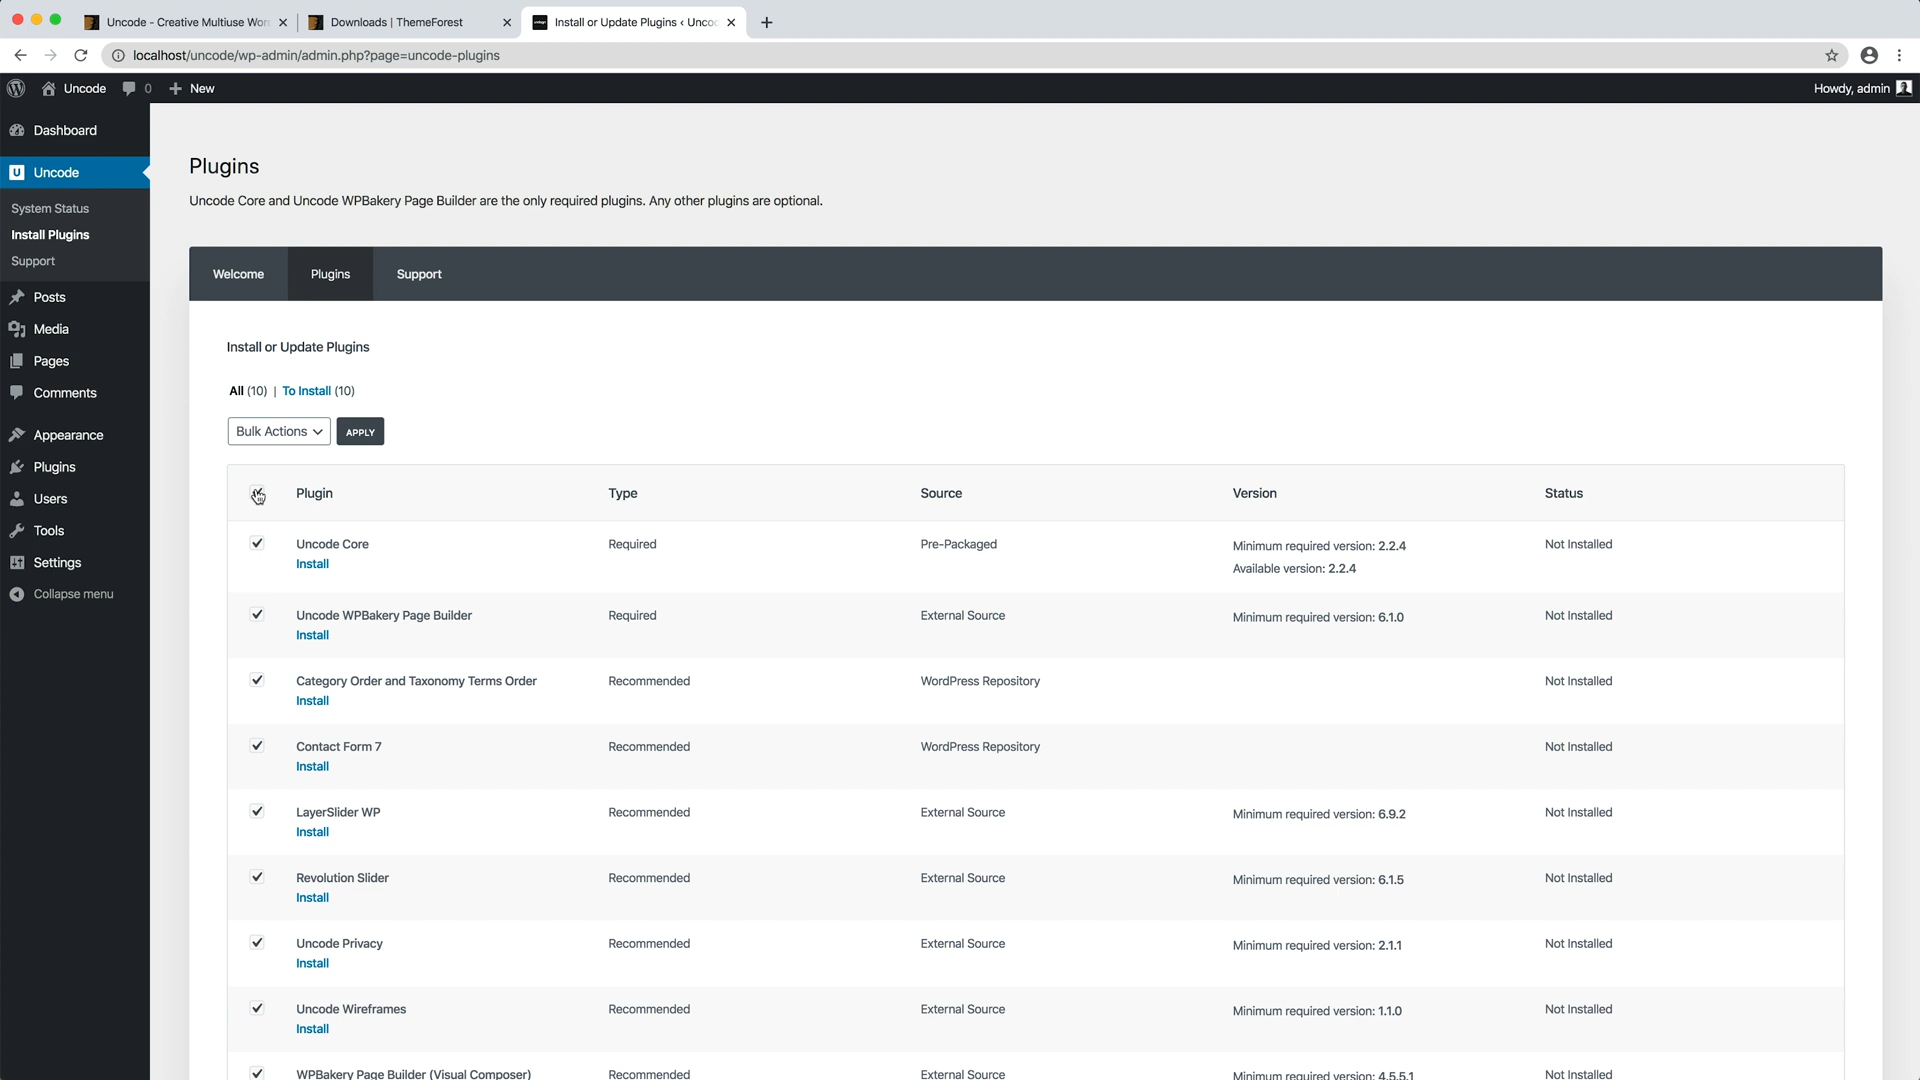 Uncode - Creative Multiuse Wor
Downloads | ThemeForest
Install or Update Plugins ‹ Unco
localhost/uncode/wp-admin/admin.php?page=uncode-plugins
Uncode
0
New
Howdy, admin
Dashboard
Uncode
System Status
Install Plugins
Support
Posts
Media
Pages
Comments
Appearance
Plugins
Users
Tools
Settings
Collapse menu
Plugins
Uncode Core and Uncode WPBakery Page Builder are the only required plugins. Any other plugins are optional.
Welcome Plugins Support
Install or Update Plugins
All (10) | To Install (10)
Bulk Actions APPLY
Plugin Type Source Version Status
Uncode Core Required Pre-Packaged Minimum required version: 2.2.4 Not Installed
Install Available version: 2.2.4
Uncode WPBakery Page Builder Required External Source Minimum required version: 6.1.0 Not Installed
Install
Category Order and Taxonomy Terms Order Recommended WordPress Repository Not Installed
Install
Contact Form 7 Recommended WordPress Repository Not Installed
Install
LayerSlider WP Recommended External Source Minimum required version: 6.9.2 Not Installed
Install
Revolution Slider Recommended External Source Minimum required version: 6.1.5 Not Installed
Install
Uncode Privacy Recommended External Source Minimum required version: 2.1.1 Not Installed
Install
Uncode Wireframes Recommended External Source Minimum required version: 1.1.0 Not Installed
Install
WPBakery Page Builder (Visual Composer) Recommended External Source Minimum required version: 4.5.5.1 Not Installed